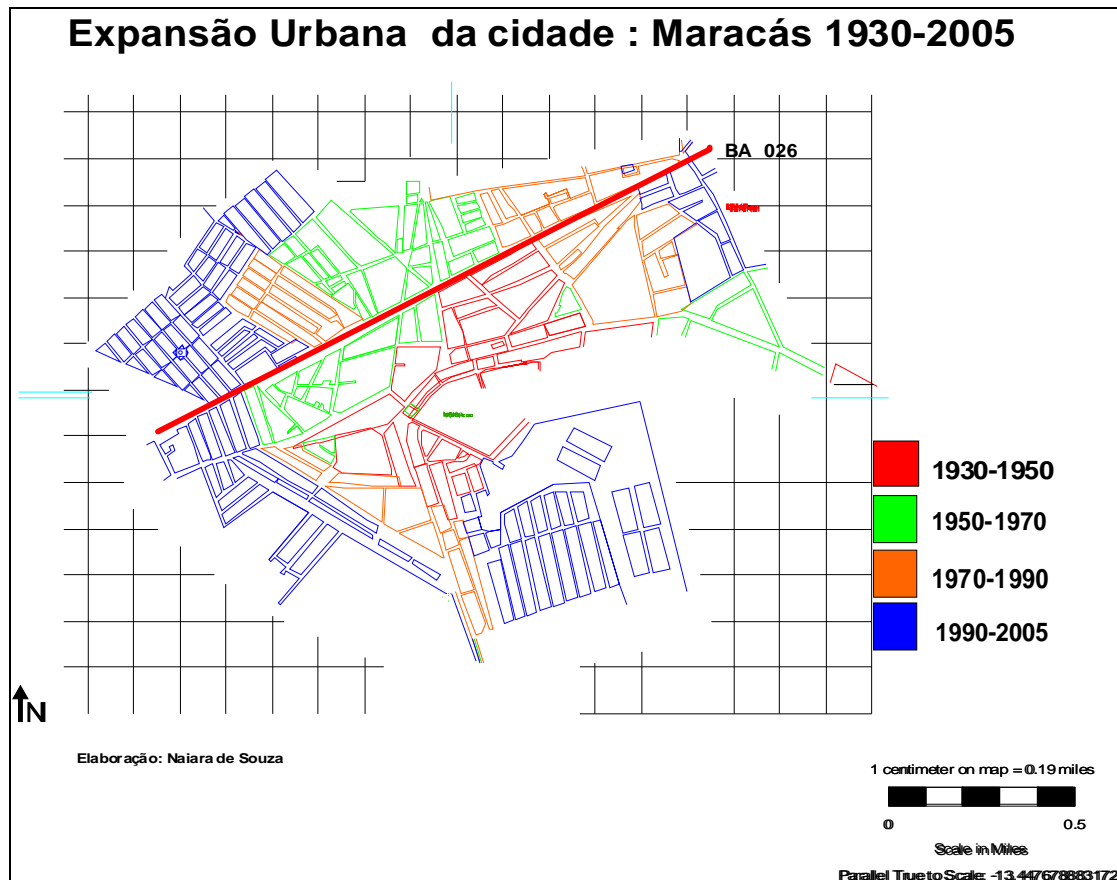 Expansão Urbana da cidade : Maracás 1930-2005
BA 026
1930-1950
1950-1970
1970-1990
1990-2005
N
Elaboração: Naiara de Souza
1 centimeter on map = 0.19 miles
0 0.5
Scale in Miles
Parallel True to Scale: